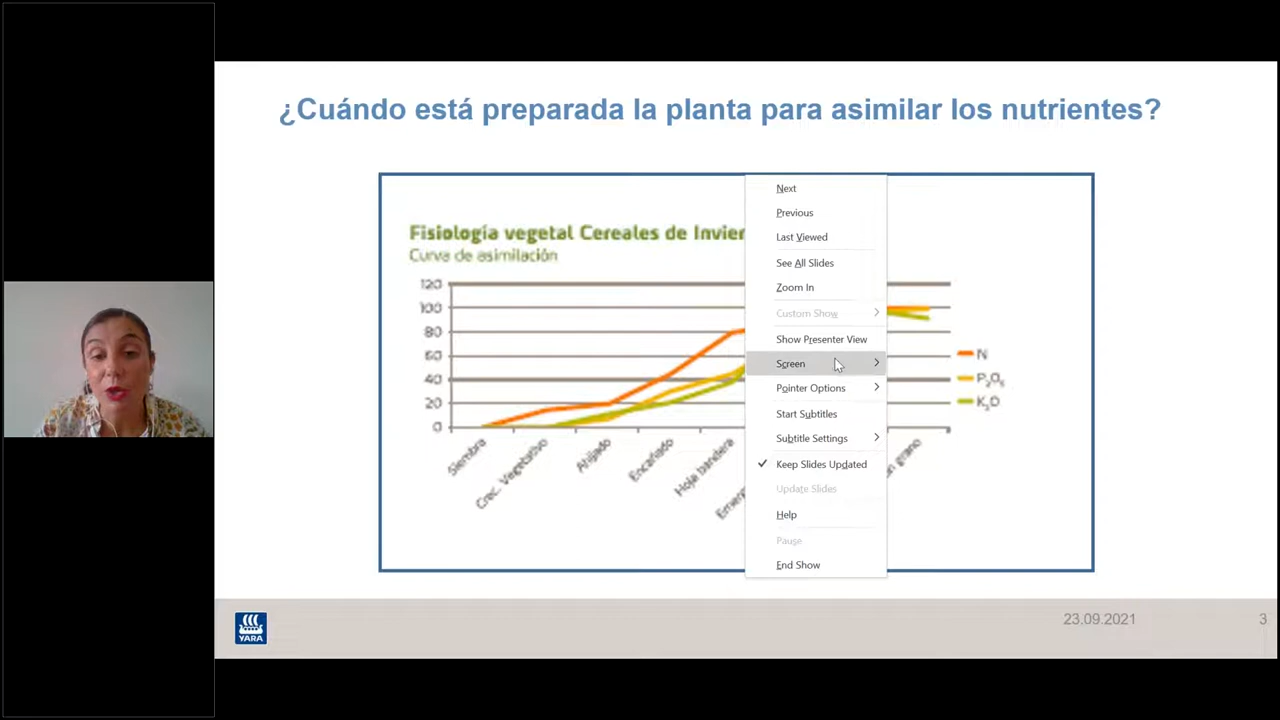 ¿Cuándo está preparada la planta para asimilar los nutrientes?
Fisiología vegetal Cereales de Invier
Curva de asimilación
120
100
80
60
40
20
0
Siembra
Crec. Vegetativo
Ahijado
Encañado
Hoja bandera
N
P₂O₅
K₂O
Next
Previous
Last Viewed
See All Slides
Zoom In
Custom Show
Show Presenter View
Screen
Pointer Options
Start Subtitles
Subtitle Settings
Keep Slides Updated
Update Slides
Help
Pause
End Show
YARA
23.09.2021
3